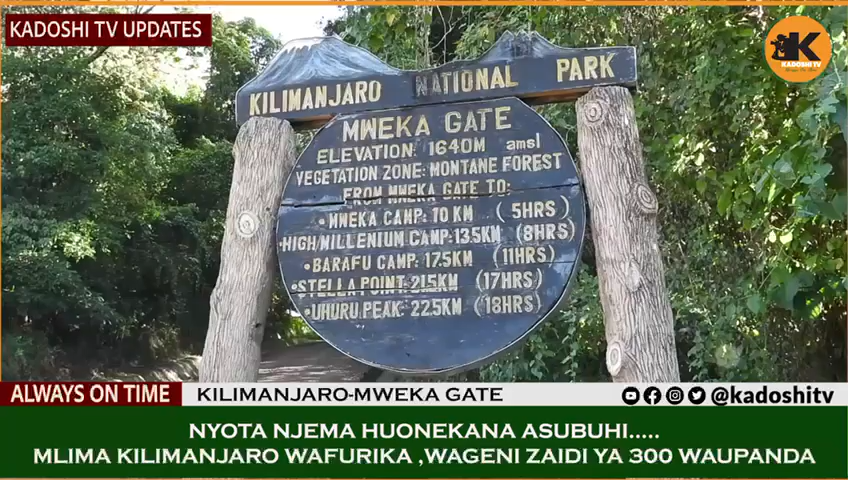 KADOSHI TV UPDATES
K
KADOSHI TV
KILIMANJARO NATIONAL PARK
MWEKA GATE
ELEVATION: 1640M amsl
VEGETATION ZONE: MONTANE FOREST
FROM MWEKA GATE TO:
•MWEKA CAMP: 10 KM (5HRS)
•HIGH/MILLENIUM CAMP: 13.5KM (8HRS)
•BARAFU CAMP: 17.5KM (11HRS)
•STELLA POINT: 21.5KM (17HRS)
•UHURU PEAK: 22.5KM (18HRS)
ALWAYS ON TIME
KILIMANJARO-MWEKA GATE
@kadoshitv
NYOTA NJEMA HUONEKANA ASUBUHI.....
MLIMA KILIMANJARO WAFURIKA ,WAGENI ZAIDI YA 300 WAUPANDA